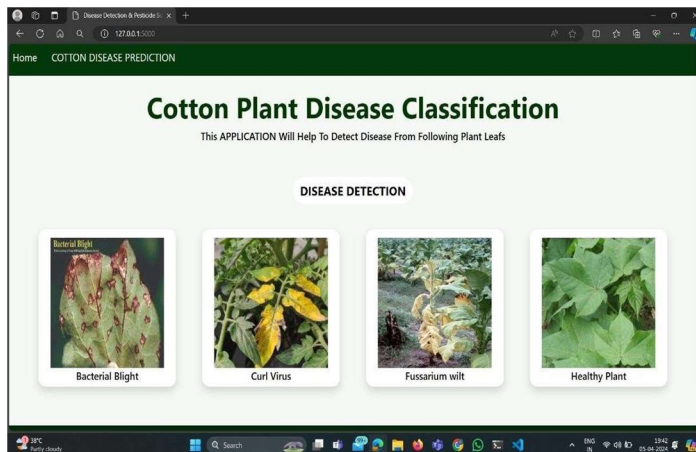 Disease Detection & Pesticide S
127.0.0.1:5000
Home COTTON DISEASE PREDICTION
Cotton Plant Disease Classification
This APPLICATION Will Help To Detect Disease From Following Plant Leafs
DISEASE DETECTION
Bacterial Blight
Bacterial Blight
Curl Virus
Fussarium wilt
Healthy Plant
38°C
Partly cloudy
Search
99+
ENG
IN
19:42
05-04-2024